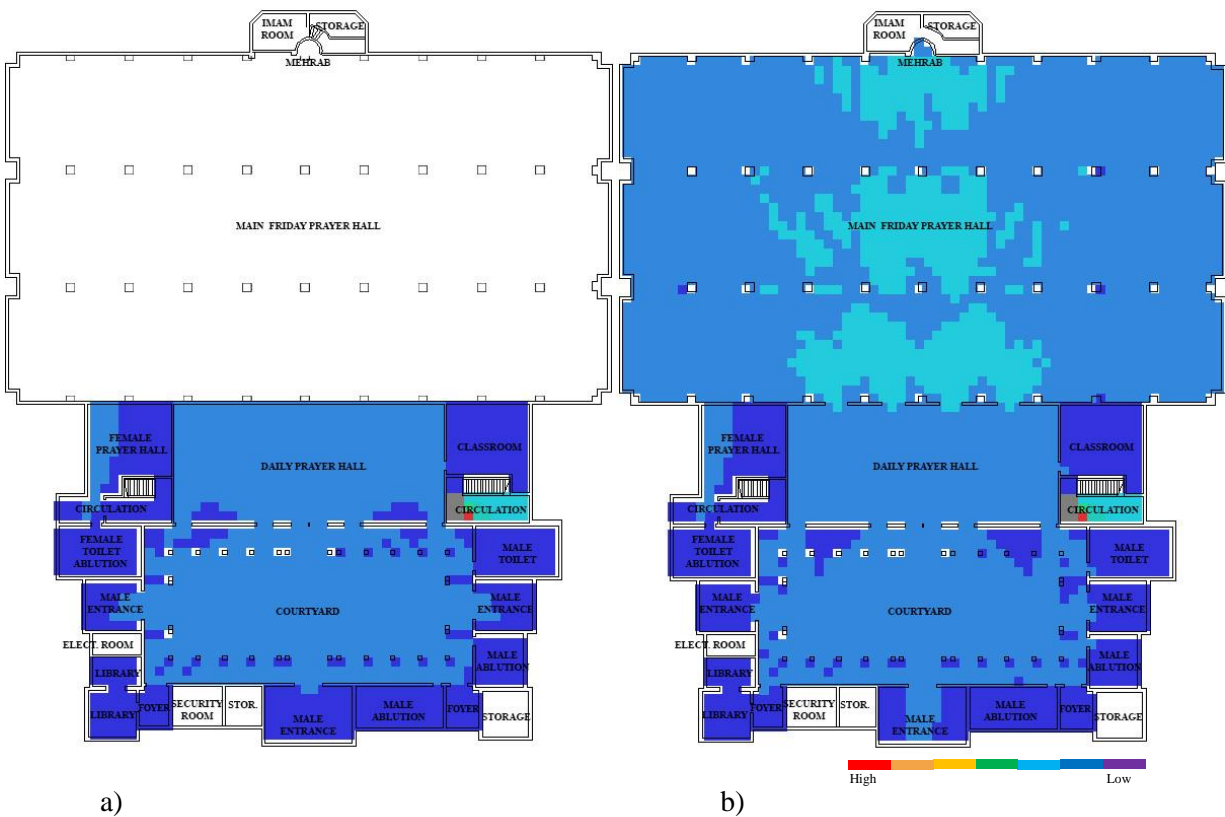 IMAM
ROOM
STORAGE
MEHRAB
MAIN FRIDAY PRAYER HALL
FEMALE
PRAYER HALL
DAILY PRAYER HALL
CLASSROOM
CIRCULATION
CIRCULATION
FEMALE
TOILET
ABLUTION
MALE
TOILET
MALE
ENTRANCE
COURTYARD
MALE
ENTRANCE
ELECT. ROOM
MALE
ABLUTION
LIBRARY
LIBRARY
FOYER
SECURITY
ROOM
STOR.
MALE
ENTRANCE
MALE
ABLUTION
FOYER
STORAGE
a)
IMAM
ROOM
STORAGE
MEHRAB
MAIN FRIDAY PRAYER HALL
FEMALE
PRAYER HALL
DAILY PRAYER HALL
CLASSROOM
CIRCULATION
CIRCULATION
FEMALE
TOILET
ABLUTION
MALE
TOILET
MALE
ENTRANCE
COURTYARD
MALE
ENTRANCE
ELECT. ROOM
MALE
ABLUTION
LIBRARY
LIBRARY
FOYER
SECURITY
ROOM
STOR.
MALE
ENTRANCE
MALE
ABLUTION
FOYER
STORAGE
High Low
b)